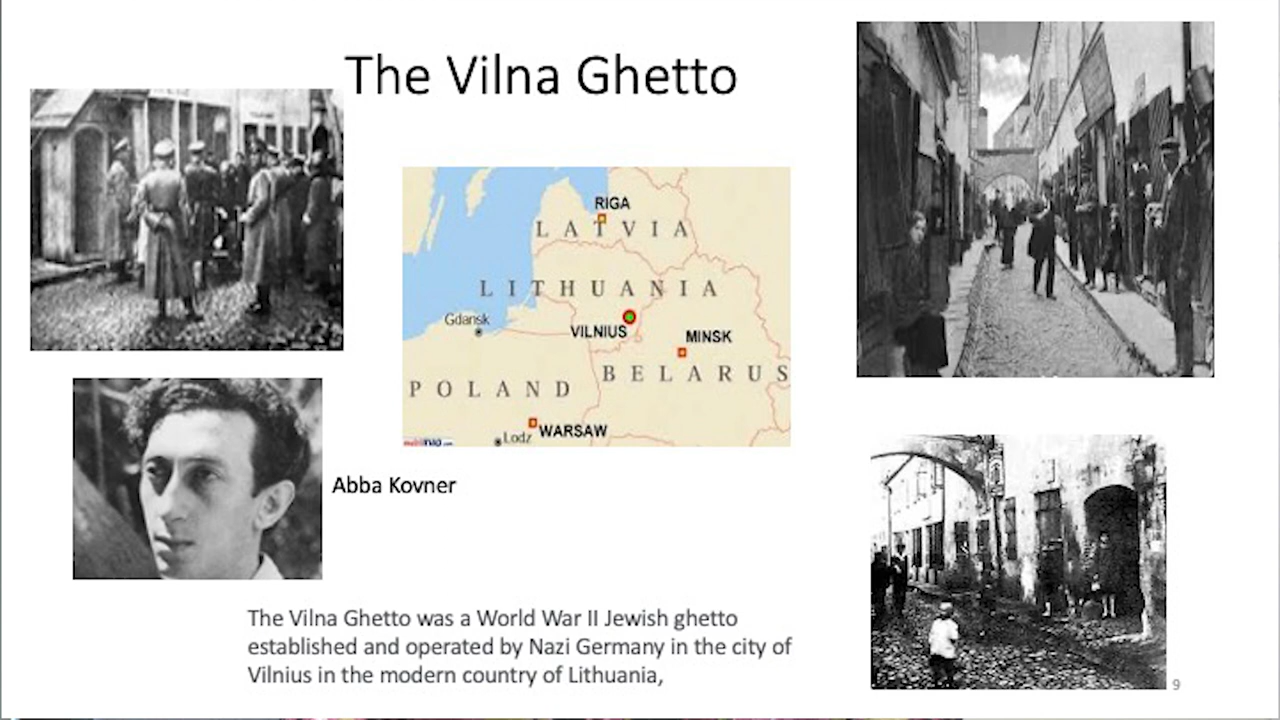 The Vilna Ghetto
RIGA
LATVIA
LITHUANIA
Gdansk
VILNIUS
MINSK
BELARUS
POLAND
WARSAW
Lodz
Abba Kovner
The Vilna Ghetto was a World War II Jewish ghetto
established and operated by Nazi Germany in the city of
Vilnius in the modern country of Lithuania,
9